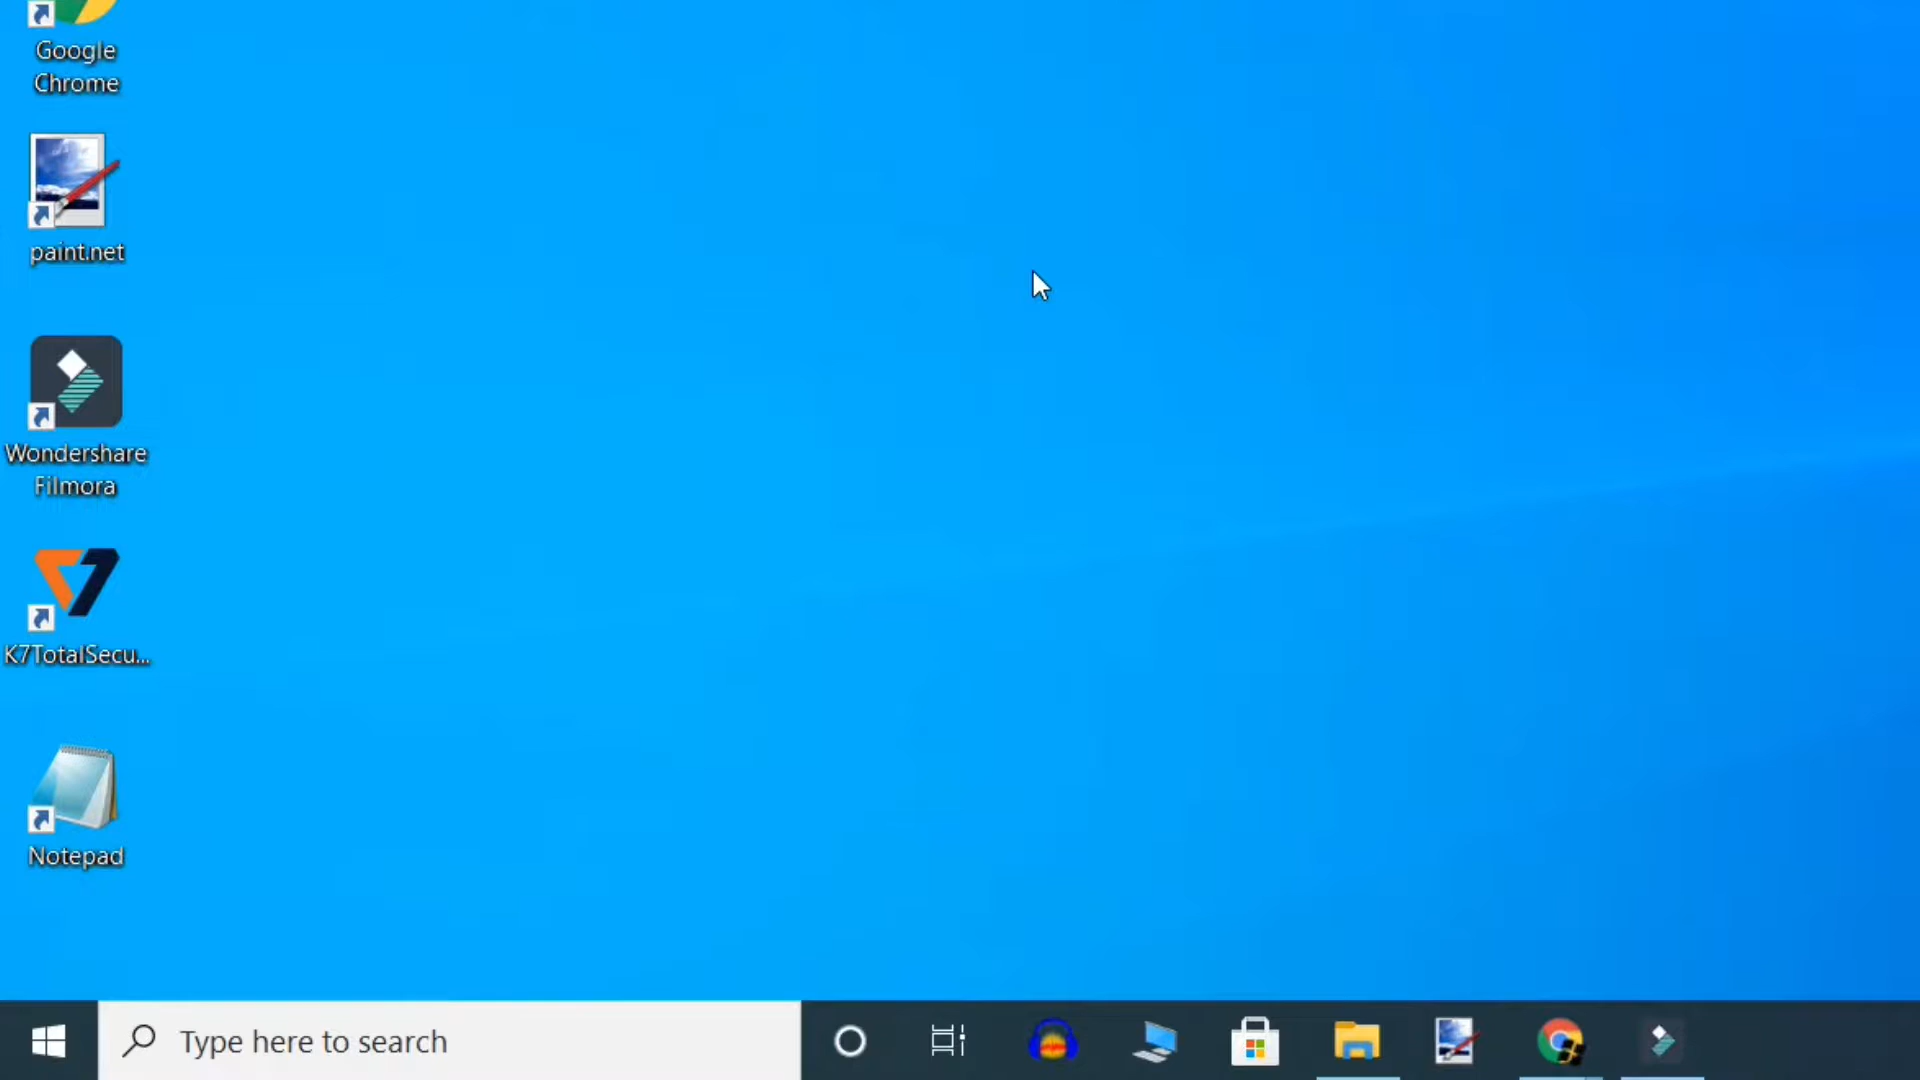 Google
Chrome
paint.net
Wondershare
Filmora
K7TotalSecu...
Notepad
Type here to search